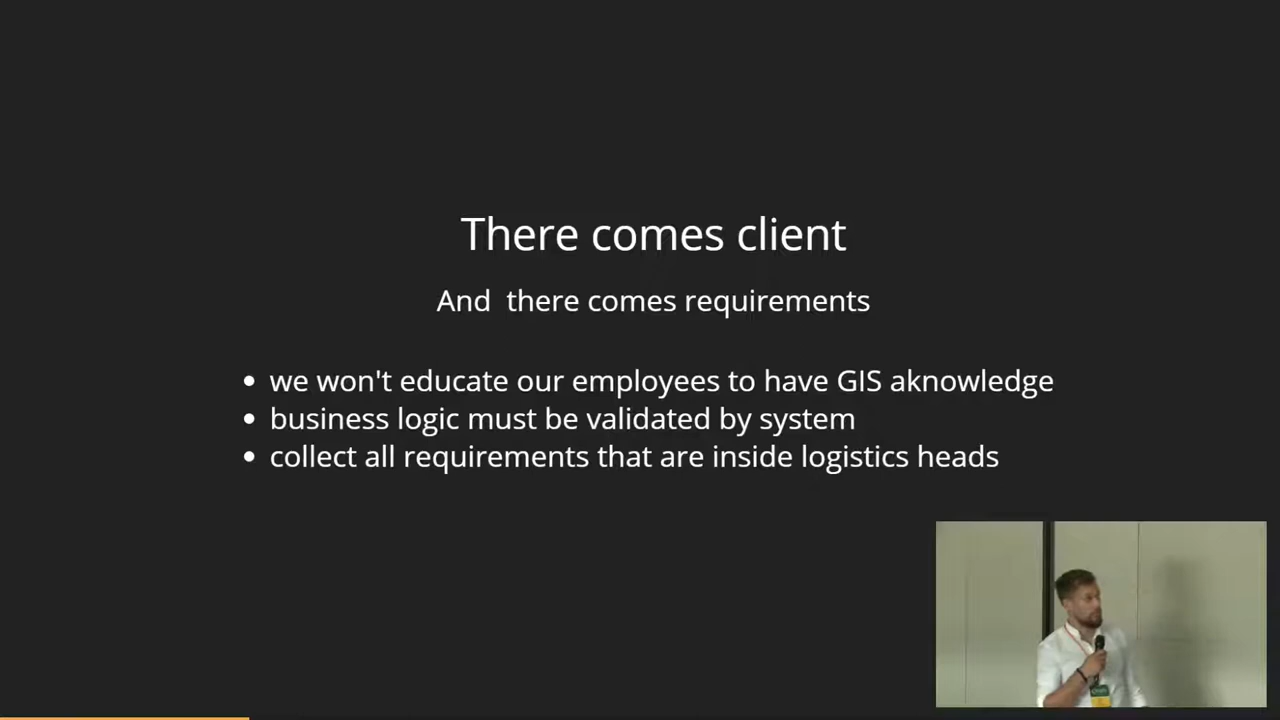 There comes client
And there comes requirements
we won't educate our employees to have GIS aknowledge
business logic must be validated by system
collect all requirements that are inside logistics heads